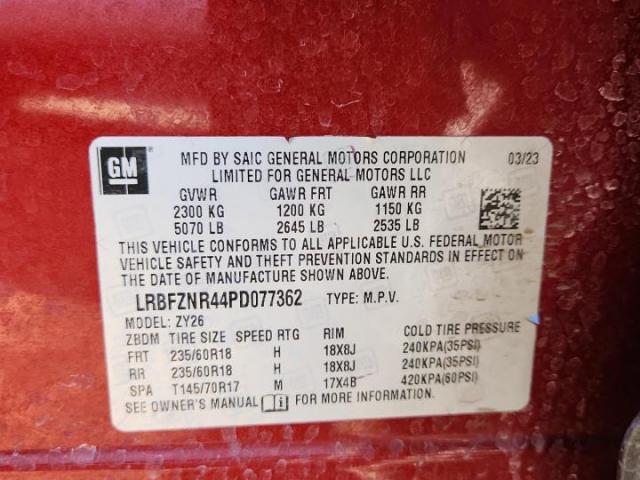 GM
MFD BY SAIC GENERAL MOTORS CORPORATION 03/23
LIMITED FOR GENERAL MOTORS LLC
GVWR GAWR FRT GAWR RR
2300 KG 1200 KG 1150 KG
5070 LB 2645 LB 2535 LB
THIS VEHICLE CONFORMS TO ALL APPLICABLE U.S. FEDERAL MOTOR
VEHICLE SAFETY AND THEFT PREVENTION STANDARDS IN EFFECT ON
THE DATE OF MANUFACTURE SHOWN ABOVE.
LRBFZNR44PD077362 TYPE: M.P.V.
MODEL: ZY26
ZBDM TIRE SIZE SPEED RTG RIM COLD TIRE PRESSURE
FRT 235/60R18 H 18X8J 240KPA(35PSI)
RR 235/60R18 H 18X8J 240KPA(35PSI)
SPA T145/70R17 M 17X4B 420KPA(60PSI)
SEE OWNER'S MANUAL FOR MORE INFORMATION.